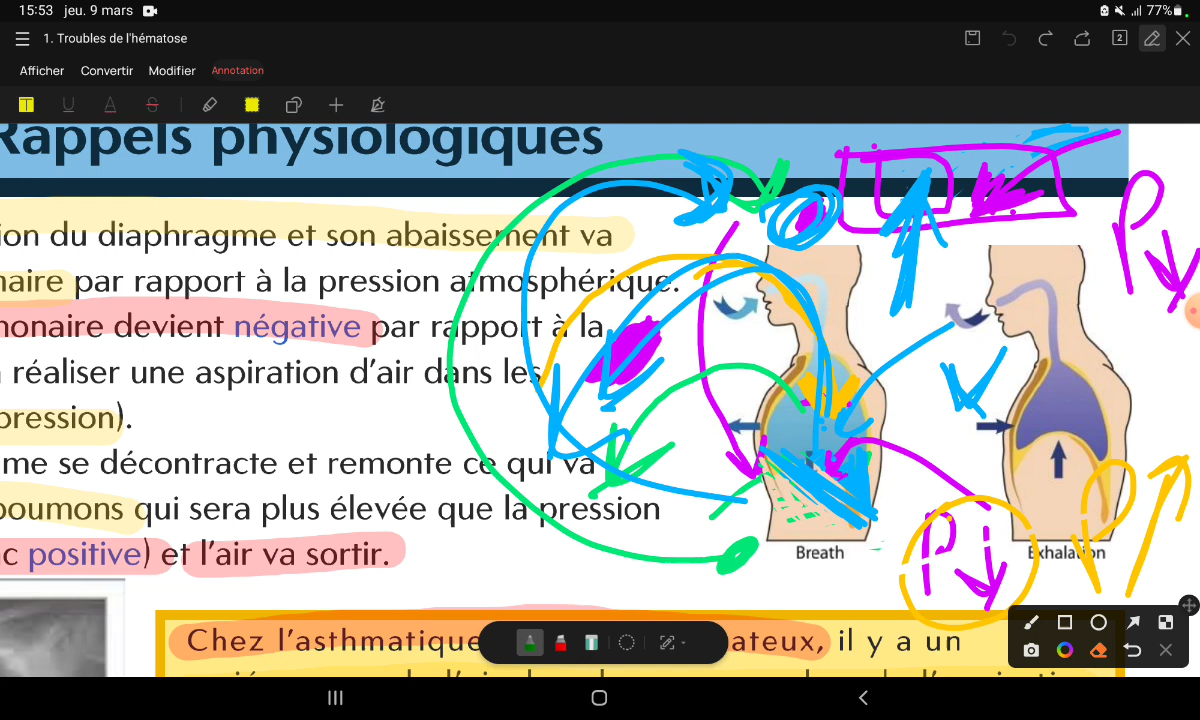 15:53 jeu. 9 mars 77%
1. Troubles de l'hématose 2
Afficher Convertir Modifier Annotation
T U A S
Rappels physiologiques
ion du diaphragme et son abaissement va
naire par rapport à la pression atmosphérique.
monaire devient négative par rapport à la
réaliser une aspiration d'air dans les
pression).
me se décontracte et remonte ce qui va
poumons qui sera plus élevée que la pression
c positive) et l'air va sortir.
P
P
P
Breath Exhalation
Chez l'asthmatique ateux, il y a un